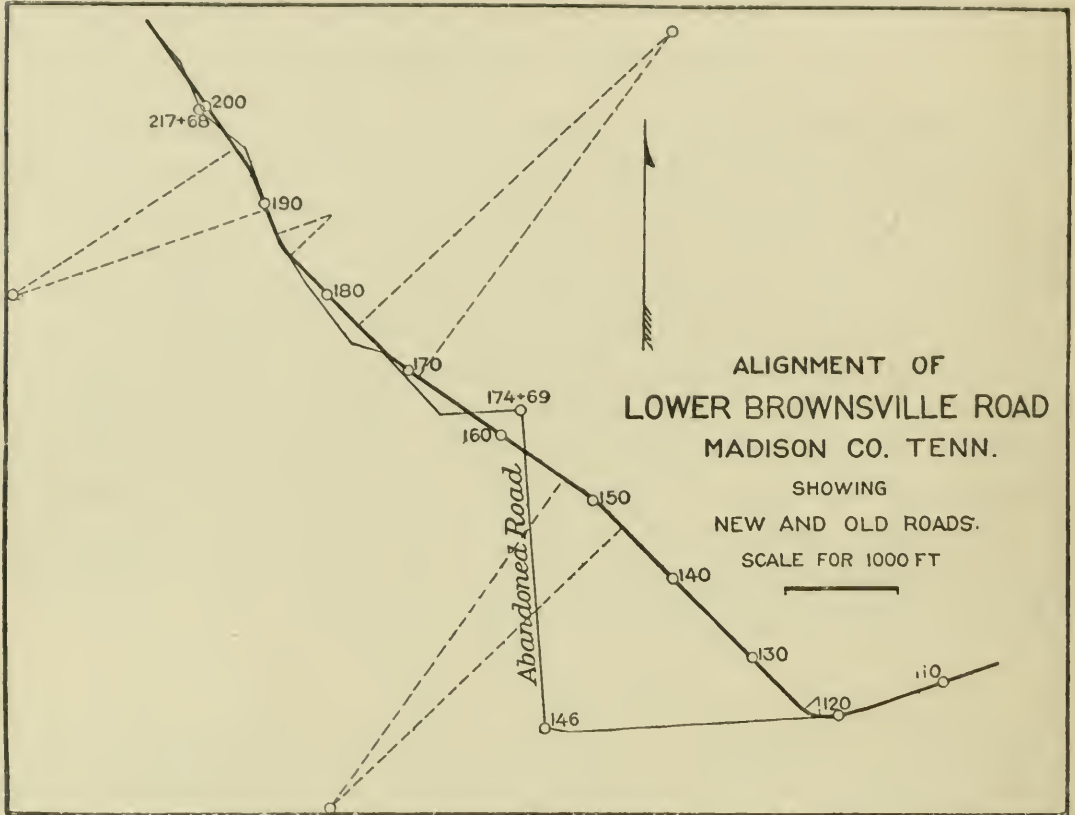 200
217+68
190
180
170
174+69
160
150
140
130
120
110
146
Abandoned Road
ALIGNMENT OF
LOWER BROWNSVILLE ROAD
MADISON CO. TENN.
SHOWING
NEW AND OLD ROADS.
SCALE FOR 1000 FT